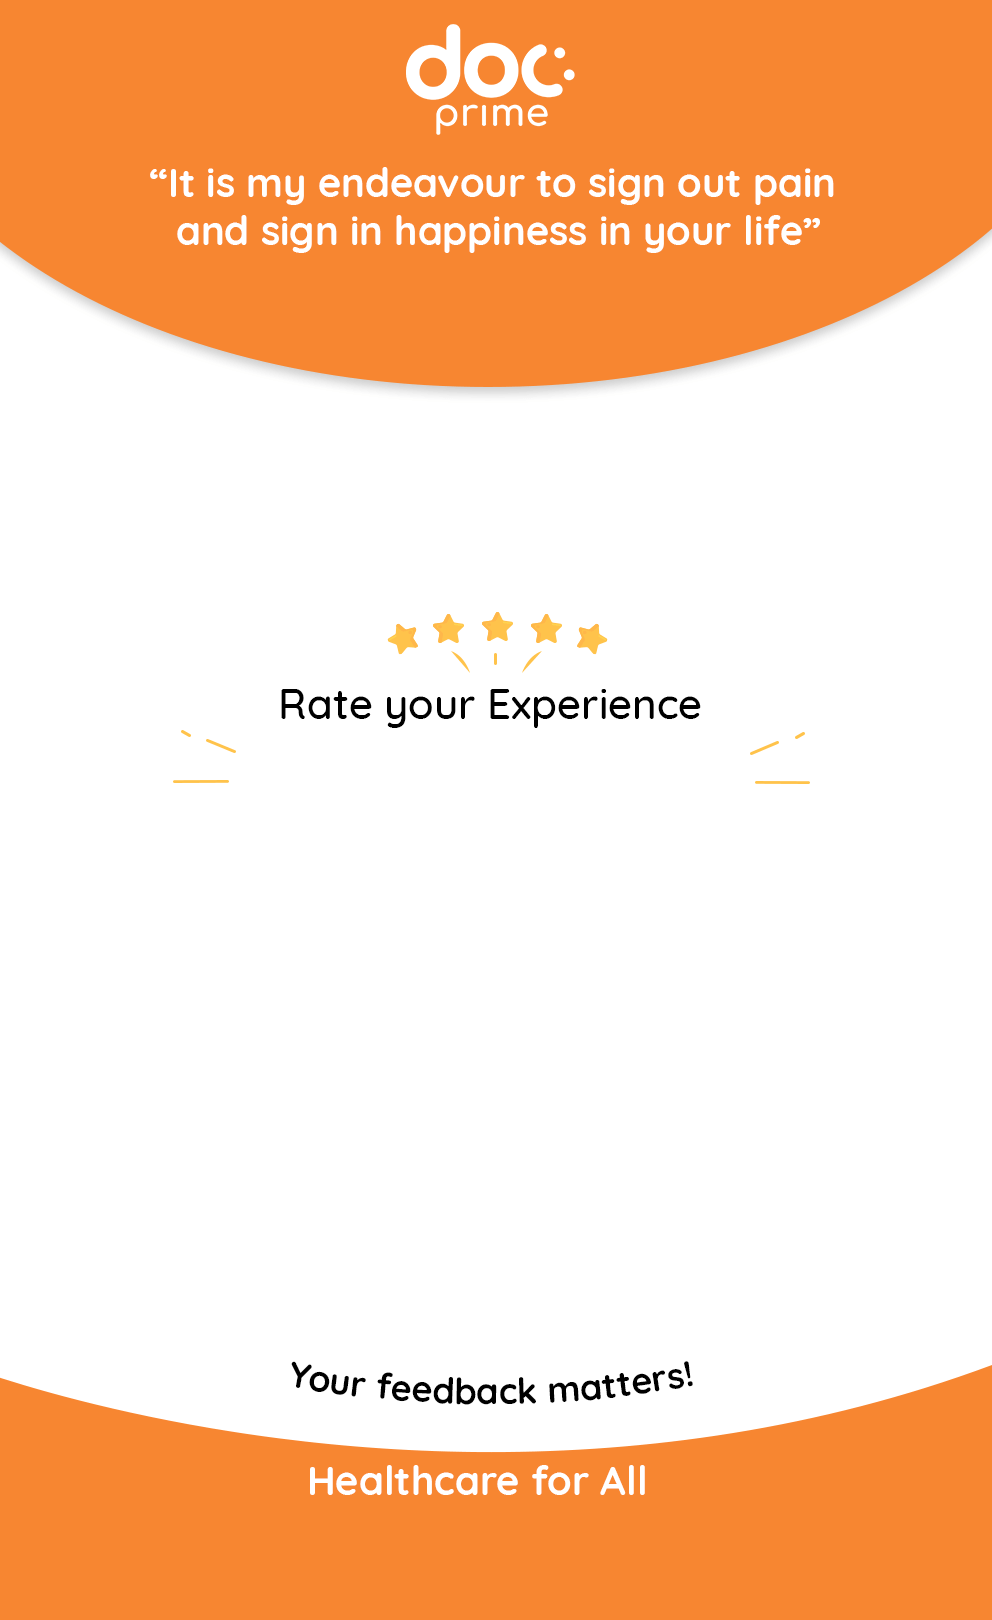 doc
prime
“It is my endeavour to sign out pain
and sign in happiness in your life”
Rate your Experience
Your feedback matters!
Healthcare for All